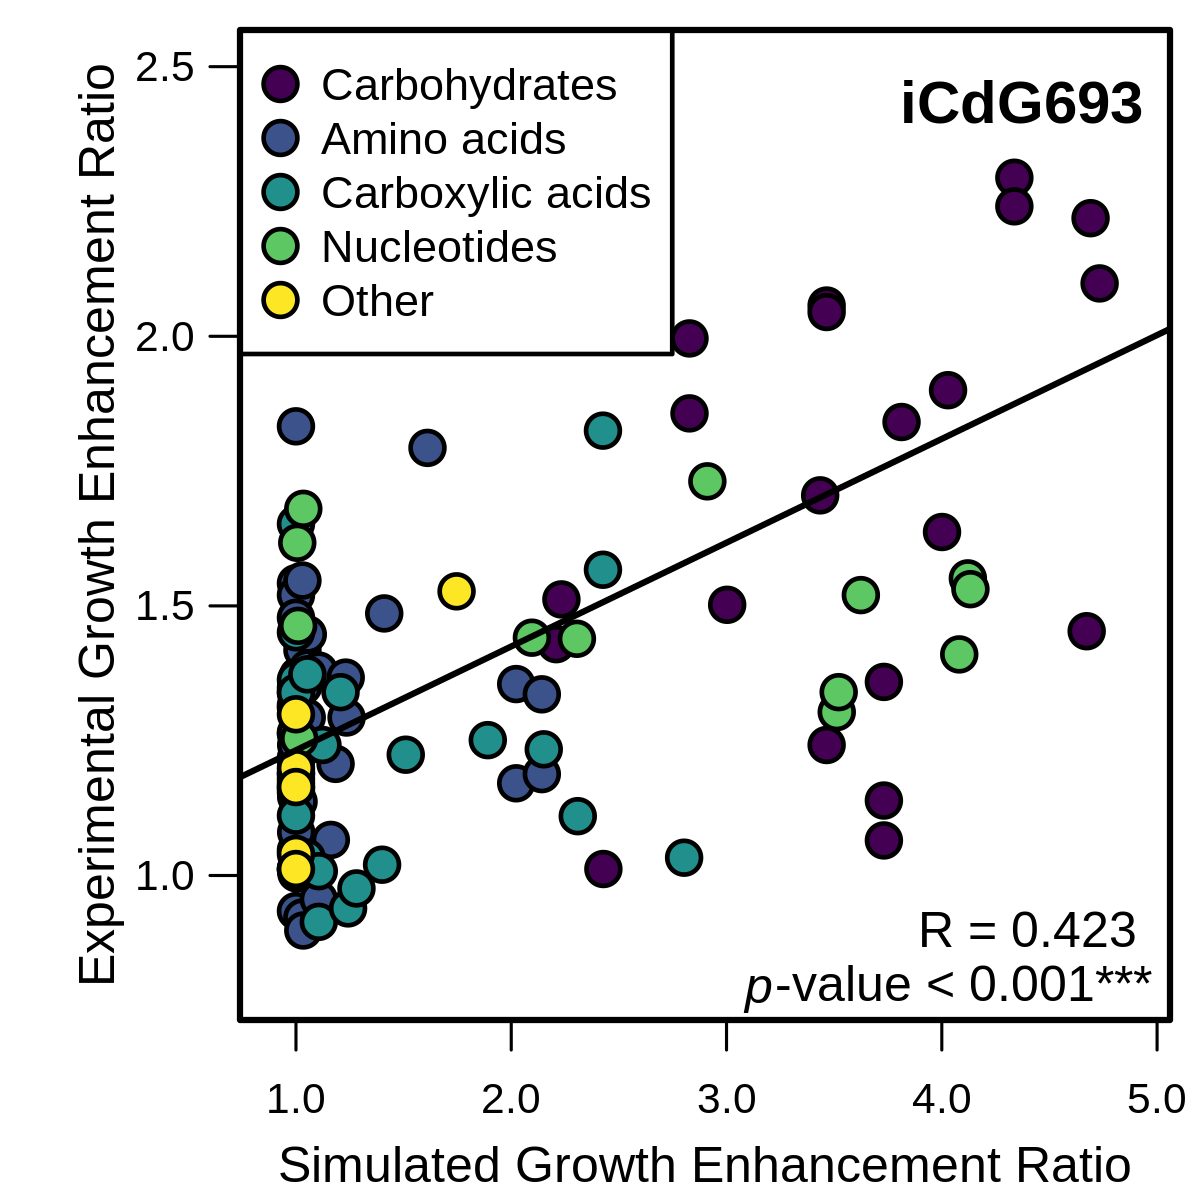 iCdG693
Carbohydrates
Amino acids
Carboxylic acids
Nucleotides
Other
Experimental Growth Enhancement Ratio
2.5
2.0
1.5
1.0
R = 0.423
p-value < 0.001***
1.0 2.0 3.0 4.0 5.0
Simulated Growth Enhancement Ratio